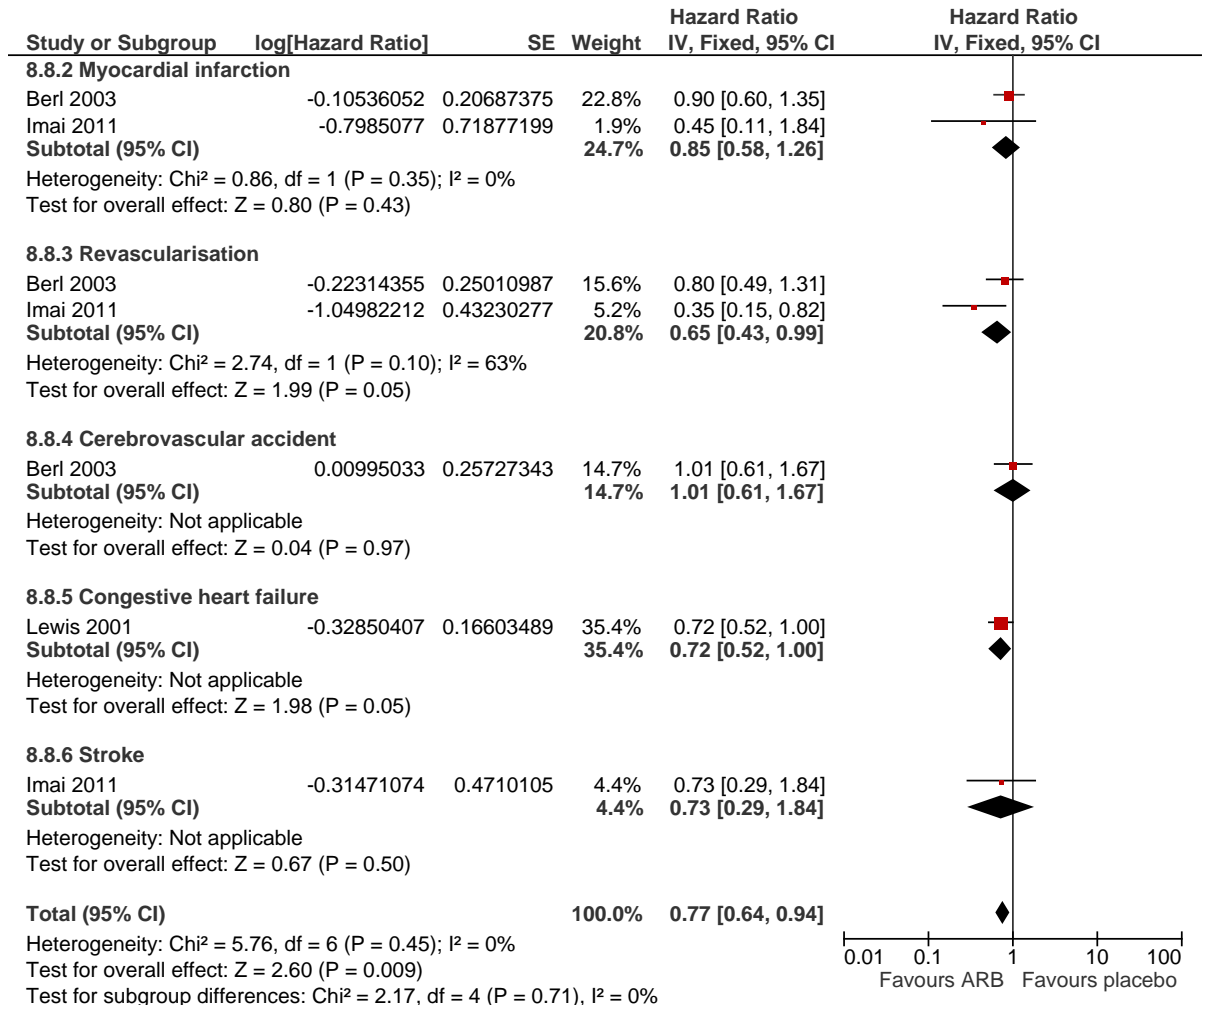 Hazard Ratio Hazard Ratio
Study or Subgroup log[Hazard Ratio] SE Weight IV, Fixed, 95% CI IV, Fixed, 95% CI
8.8.2 Myocardial infarction
Berl 2003 -0.10536052 0.20687375 22.8% 0.90 [0.60, 1.35]
Imai 2011 -0.7985077 0.71877199 1.9% 0.45 [0.11, 1.84]
Subtotal (95% CI) 24.7% 0.85 [0.58, 1.26]
Heterogeneity: Chi² = 0.86, df = 1 (P = 0.35); I² = 0%
Test for overall effect: Z = 0.80 (P = 0.43)
8.8.3 Revascularisation
Berl 2003 -0.22314355 0.25010987 15.6% 0.80 [0.49, 1.31]
Imai 2011 -1.04982212 0.43230277 5.2% 0.35 [0.15, 0.82]
Subtotal (95% CI) 20.8% 0.65 [0.43, 0.99]
Heterogeneity: Chi² = 2.74, df = 1 (P = 0.10); I² = 63%
Test for overall effect: Z = 1.99 (P = 0.05)
8.8.4 Cerebrovascular accident
Berl 2003 0.00995033 0.25727343 14.7% 1.01 [0.61, 1.67]
Subtotal (95% CI) 14.7% 1.01 [0.61, 1.67]
Heterogeneity: Not applicable
Test for overall effect: Z = 0.04 (P = 0.97)
8.8.5 Congestive heart failure
Lewis 2001 -0.32850407 0.16603489 35.4% 0.72 [0.52, 1.00]
Subtotal (95% CI) 35.4% 0.72 [0.52, 1.00]
Heterogeneity: Not applicable
Test for overall effect: Z = 1.98 (P = 0.05)
8.8.6 Stroke
Imai 2011 -0.31471074 0.4710105 4.4% 0.73 [0.29, 1.84]
Subtotal (95% CI) 4.4% 0.73 [0.29, 1.84]
Heterogeneity: Not applicable
Test for overall effect: Z = 0.67 (P = 0.50)
Total (95% CI) 100.0% 0.77 [0.64, 0.94]
Heterogeneity: Chi² = 5.76, df = 6 (P = 0.45); I² = 0%
Test for overall effect: Z = 2.60 (P = 0.009)
Test for subgroup differences: Chi² = 2.17, df = 4 (P = 0.71), I² = 0%
0.01 0.1 1 10 100
Favours ARB Favours placebo